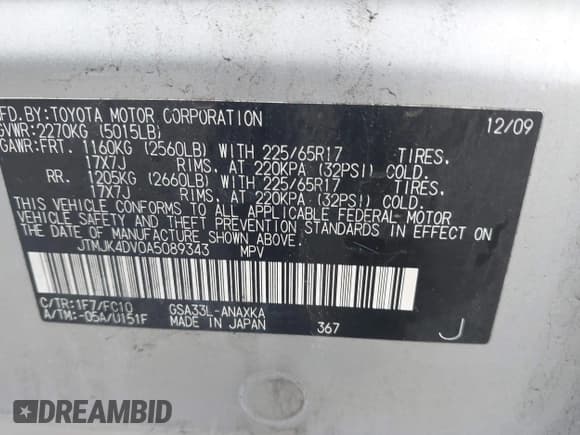 MFD.BY:TOYOTA MOTOR CORPORATION 12/09
GVWR:2270KG (5015LB)
GAWR:FRT. 1160KG (2560LB) WITH 225/65R17 TIRES.
17X7J RIMS, AT 220KPA (32PSI) COLD.
RR. 1205KG (2660LB) WITH 225/65R17 TIRES.
17X7J RIMS, AT 220KPA (32PSI) COLD.
THIS VEHICLE CONFORMS TO ALL APPLICABLE FEDERAL MOTOR
VEHICLE SAFETY AND THEFT PREVENTION STANDARDS IN EFFECT ON
THE DATE OF MANUFACTURE SHOWN ABOVE.
JTMJK4DV0A5089343 MPV
C/TR:1F7/FC10 GSA33L-ANAXKA
A/TM:-05A/U151F MADE IN JAPAN 367 J
DREAMBID